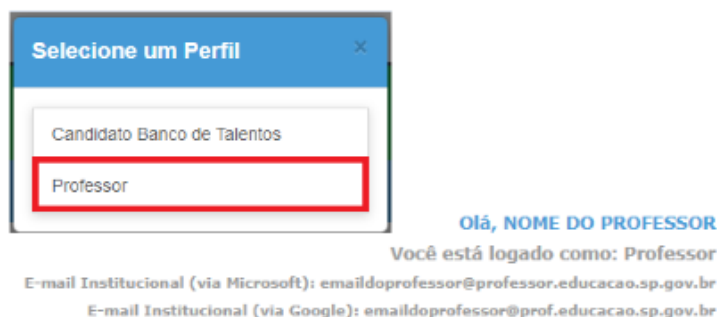 Selecione um Perfil ×
Candidato Banco de Talentos
Professor
Olá, NOME DO PROFESSOR
Você está logado como: Professor
E-mail Institucional (via Microsoft): emaildoprofessor@professor.educacao.sp.gov.br
E-mail Institucional (via Google): emaildoprofessor@prof.educacao.sp.gov.br